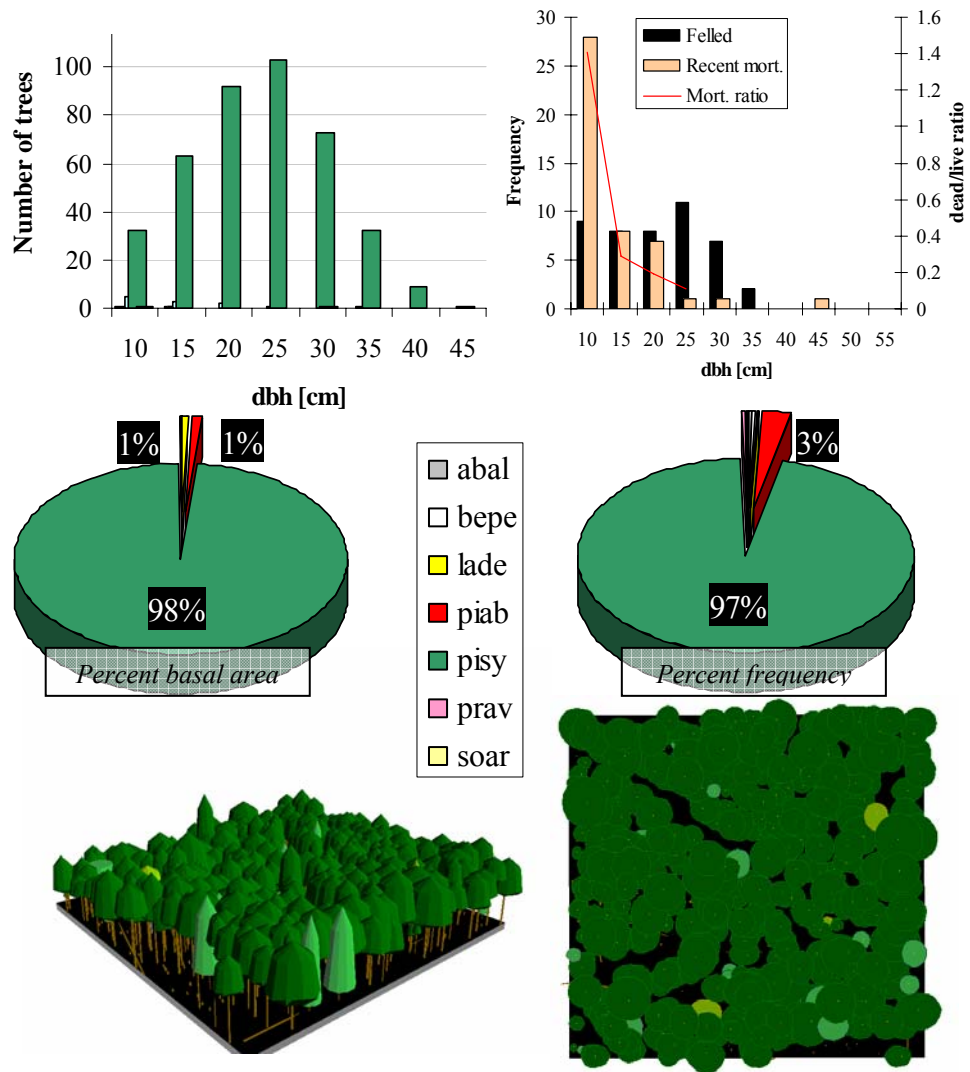 Number of trees
100
80
60
40
20
0
10 15 20 25 30 35 40 45
dbh [cm]
Frequency
30
25
20
15
10
5
0
Felled
Recent mort.
Mort. ratio
1.6
1.4
1.2
1
0.8
0.6
0.4
0.2
0
dead/live ratio
10 15 20 25 30 35 40 45 50 55
dbh [cm]
1%
1%
98%
Percent basal area
abal
bepe
lade
piab
pisy
prav
soar
3%
97%
Percent frequency